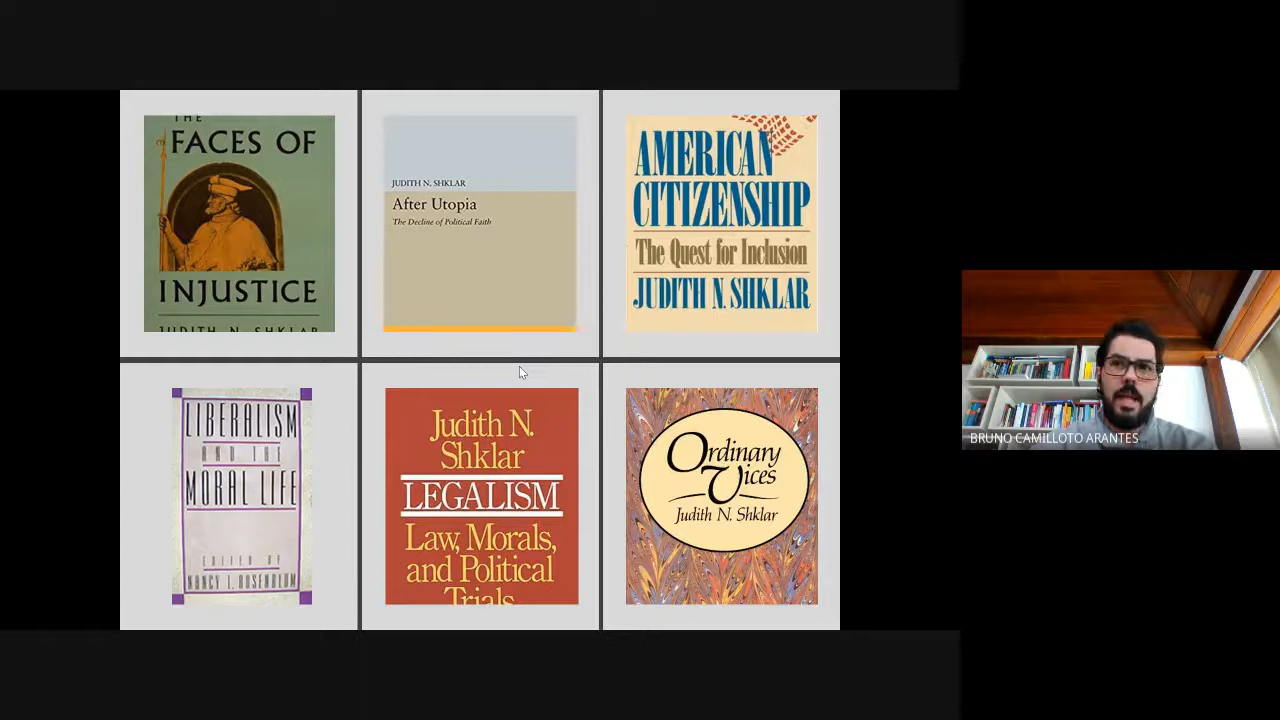 THE
FACES OF
INJUSTICE
JUDITH N. SHKLAR
JUDITH N. SHKLAR
After Utopia
The Decline of Political Faith
AMERICAN
CITIZENSHIP
The Quest for Inclusion
JUDITH N. SHKLAR
LIBERALISM
AND THE
MORAL LIFE
EDITED BY
NANCY L. ROSENBLUM
Judith N.
Shklar
LEGALISM
Law, Morals,
and Political
Trials
Ordinary
Vices
Judith N. Shklar
BRUNO CAMILLOTO ARANTES